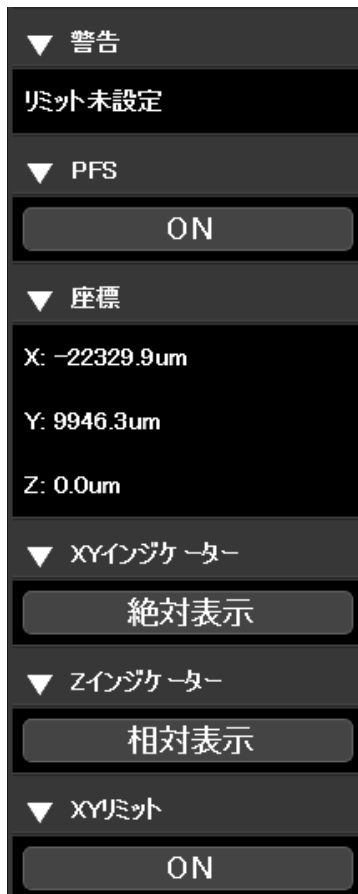 警告
リミット未設定
PFS
ON
座標
X: -22329.9um
Y: 9946.3um
Z: 0.0um
XYインジケーター
絶対表示
Zインジケーター
相対表示
XYリミット
ON